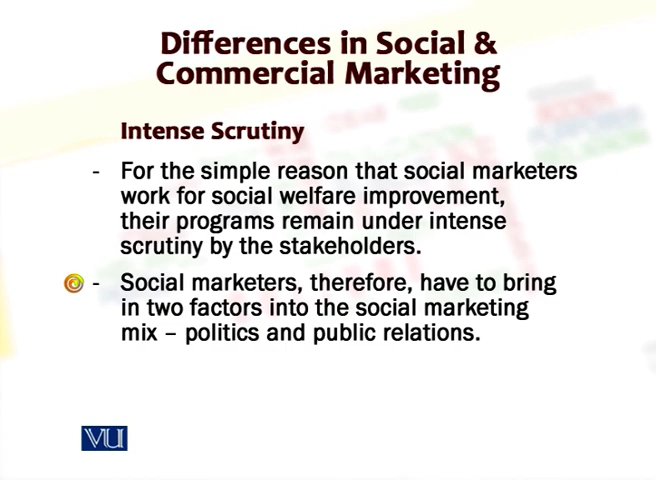 Differences in Social &
Commercial Marketing
Intense Scrutiny
- For the simple reason that social marketers
work for social welfare improvement,
their programs remain under intense
scrutiny by the stakeholders.
- Social marketers, therefore, have to bring
in two factors into the social marketing
mix – politics and public relations.
VU